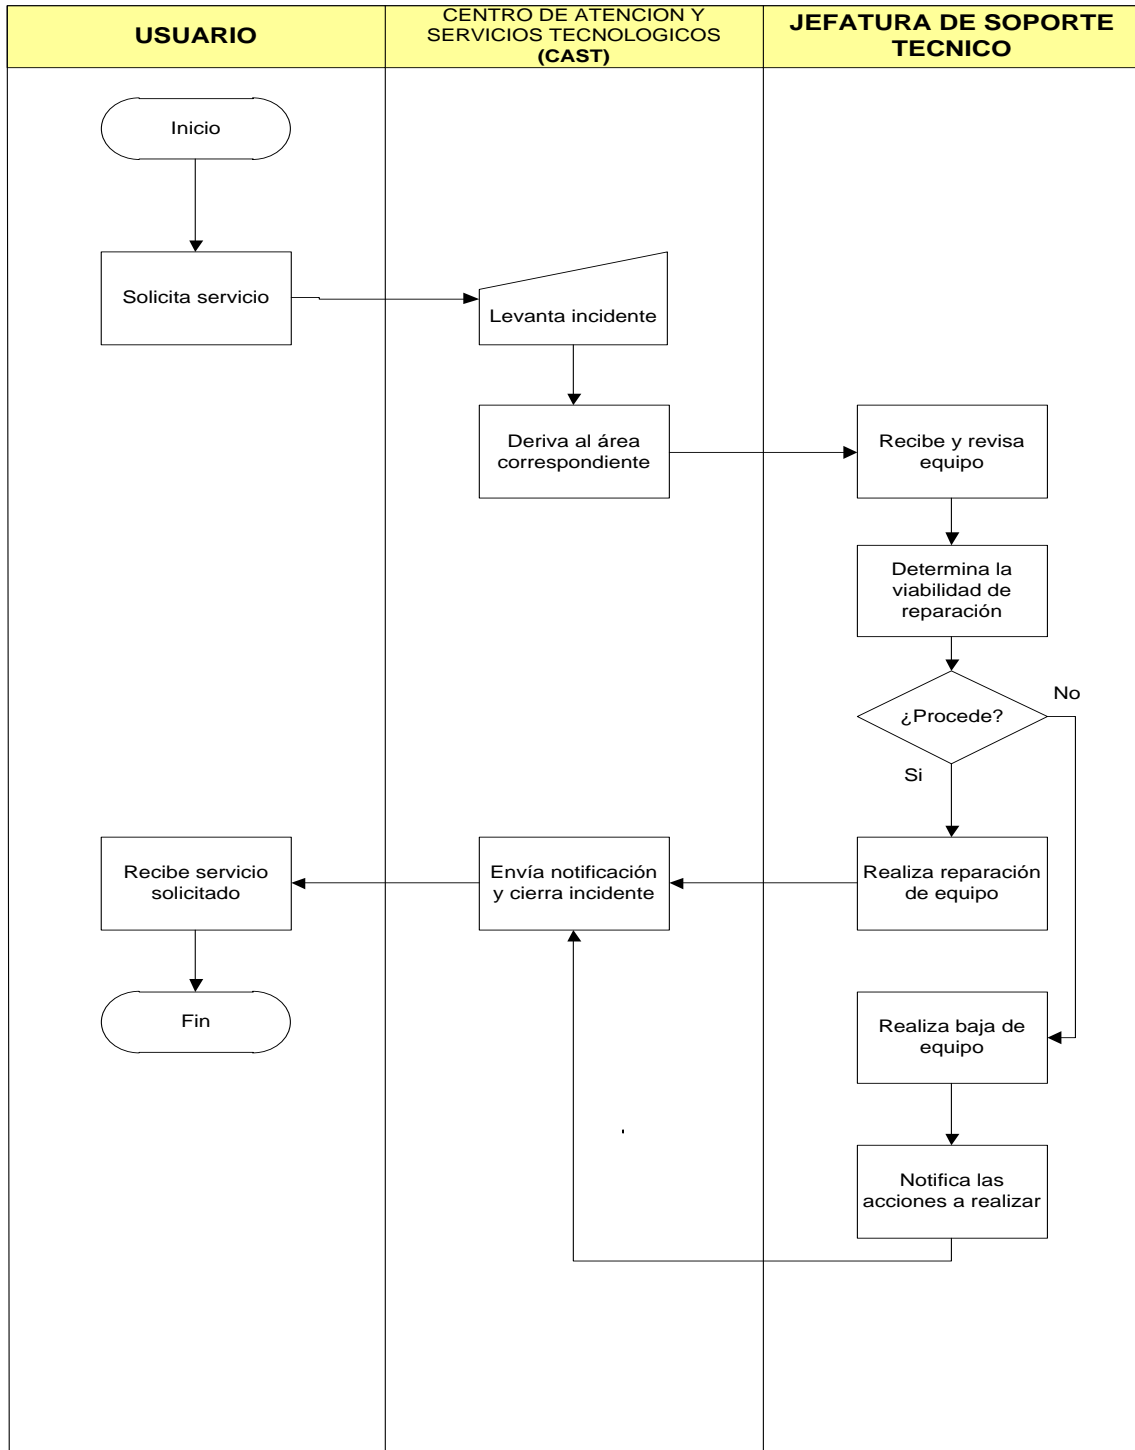 USUARIO
CENTRO DE ATENCION Y
SERVICIOS TECNOLOGICOS
(CAST)
JEFATURA DE SOPORTE
TECNICO
Inicio
Solicita servicio
Levanta incidente
Deriva al área
correspondiente
Recibe y revisa
equipo
Determina la
viabilidad de
reparación
¿Procede?
No
Si
Recibe servicio
solicitado
Envía notificación
y cierra incidente
Realiza reparación
de equipo
Fin
Realiza baja de
equipo
Notifica las
acciones a realizar